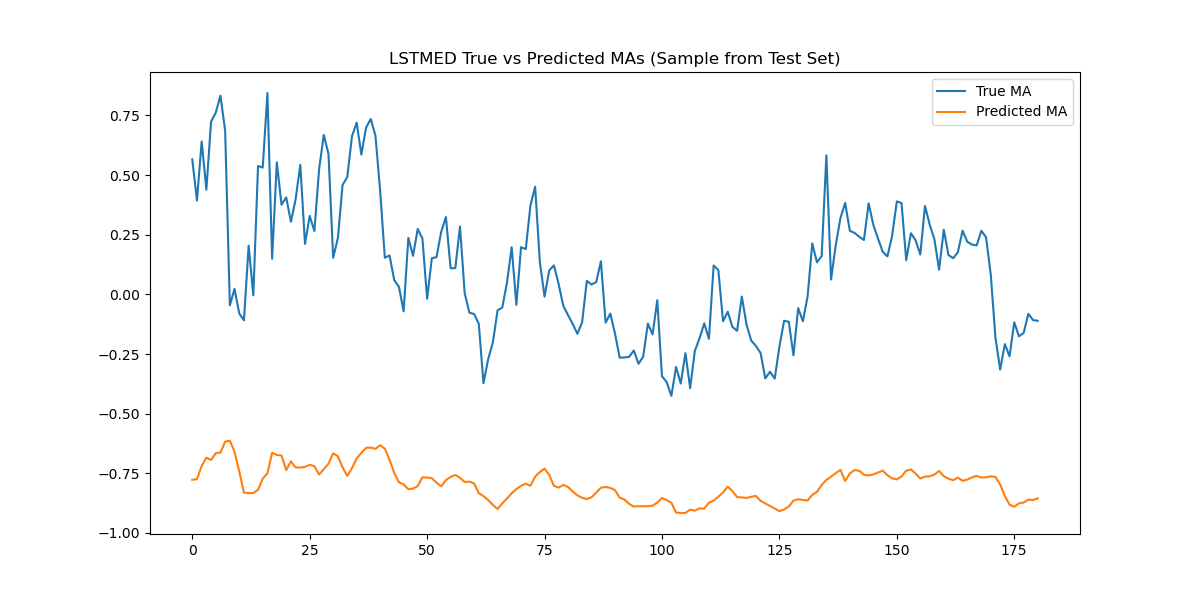 LSTMED True vs Predicted MAs (Sample from Test Set)
True MA
Predicted MA
0.75
0.50
0.25
0.00
−0.25
−0.50
−0.75
−1.00
0 25 50 75 100 125 150 175